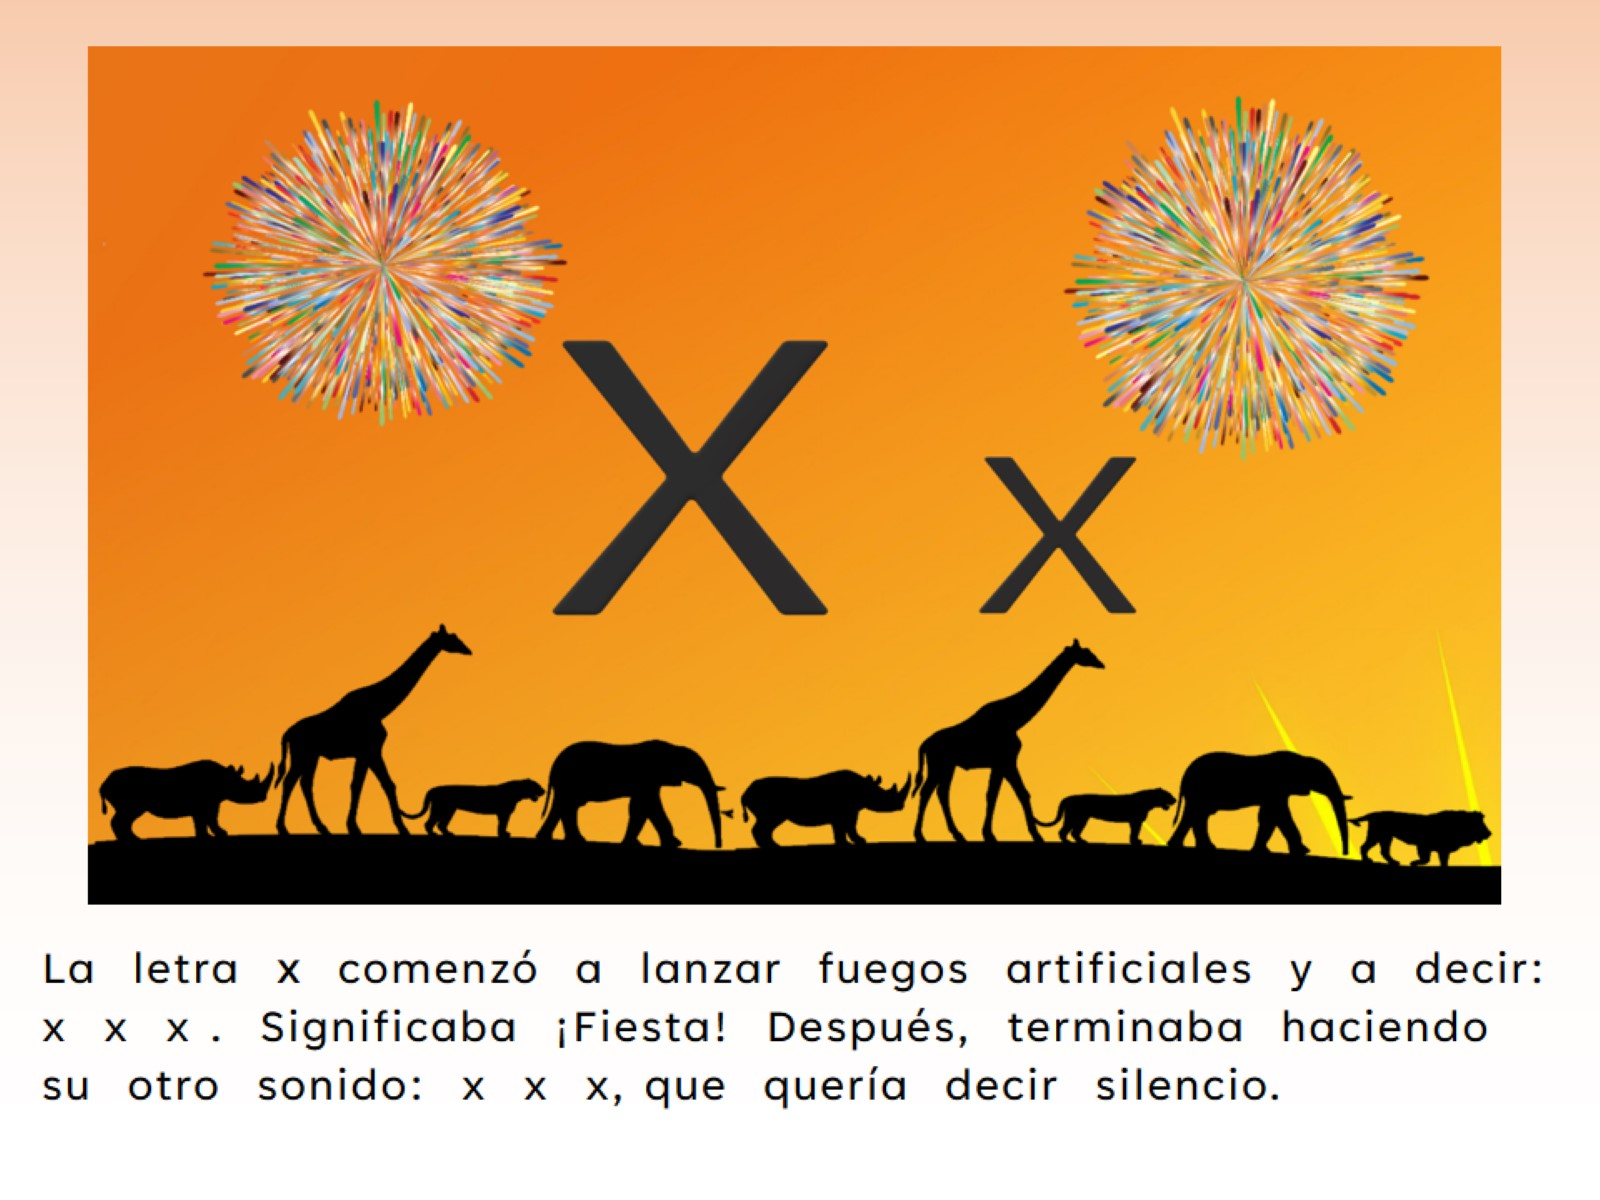 X x
La letra x comenzó a lanzar fuegos artificiales y a decir:
x x x . Significaba ¡Fiesta! Después, terminaba haciendo
su otro sonido: x x x, que quería decir silencio.